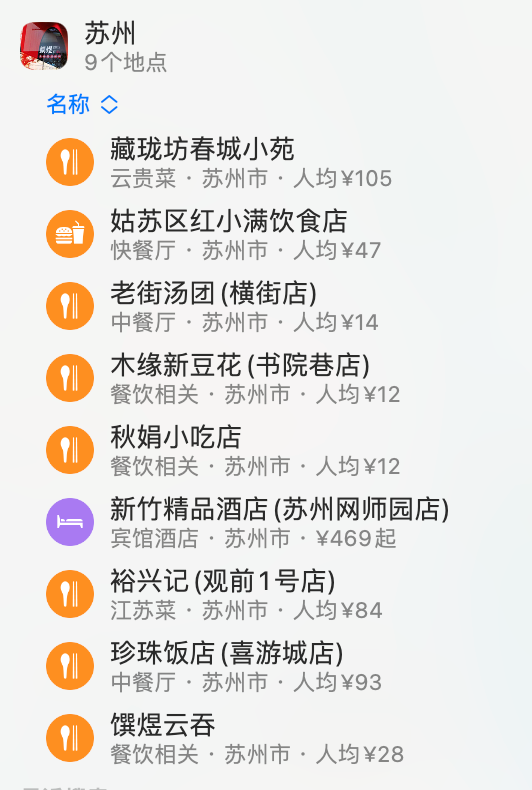 苏州
9个地点
名称
藏珑坊春城小苑
云贵菜 · 苏州市 · 人均¥105
姑苏区红小满饮食店
快餐厅 · 苏州市 · 人均¥47
老街汤团(横街店)
中餐厅 · 苏州市 · 人均¥14
木缘新豆花(书院巷店)
餐饮相关 · 苏州市 · 人均¥12
秋娟小吃店
餐饮相关 · 苏州市 · 人均¥12
新竹精品酒店(苏州网师园店)
宾馆酒店 · 苏州市 · ¥469起
裕兴记(观前1号店)
江苏菜 · 苏州市 · 人均¥84
珍珠饭店(喜游城店)
中餐厅 · 苏州市 · 人均¥93
馔煜云吞
餐饮相关 · 苏州市 · 人均¥28